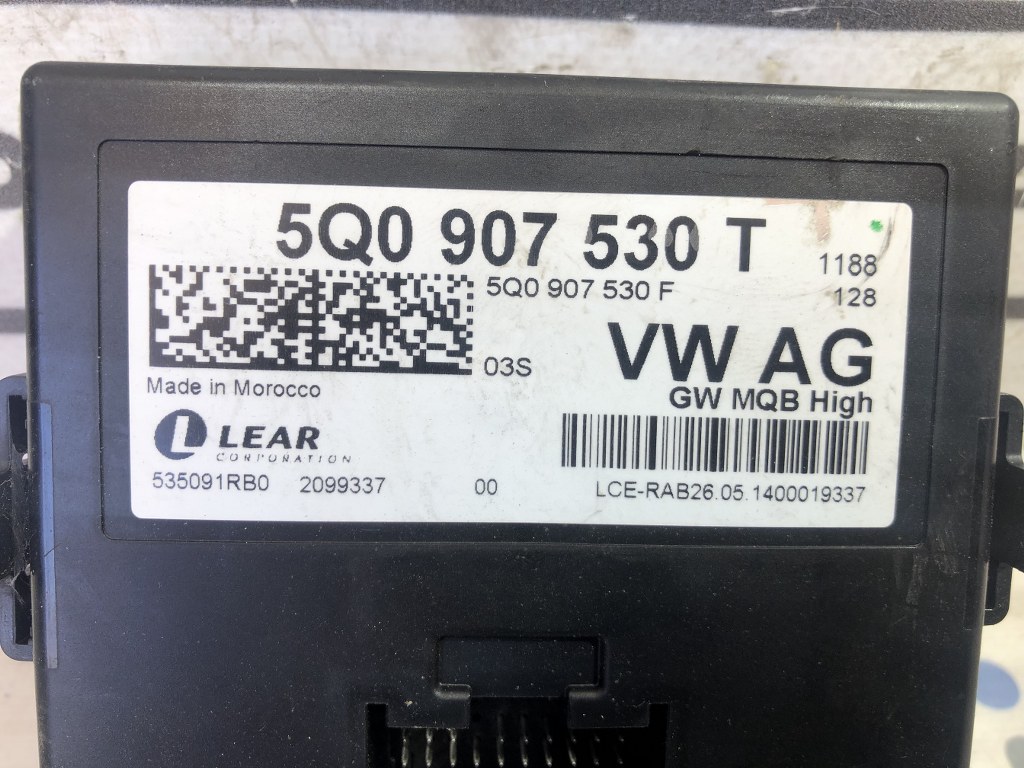 5Q0 907 530 T
1188
5Q0 907 530 F
128
03S
VW AG
Made in Morocco
GW MQB High
LEAR
CORPORATION
535091RB0 2099337 00 LCE-RAB26.05.1400019337